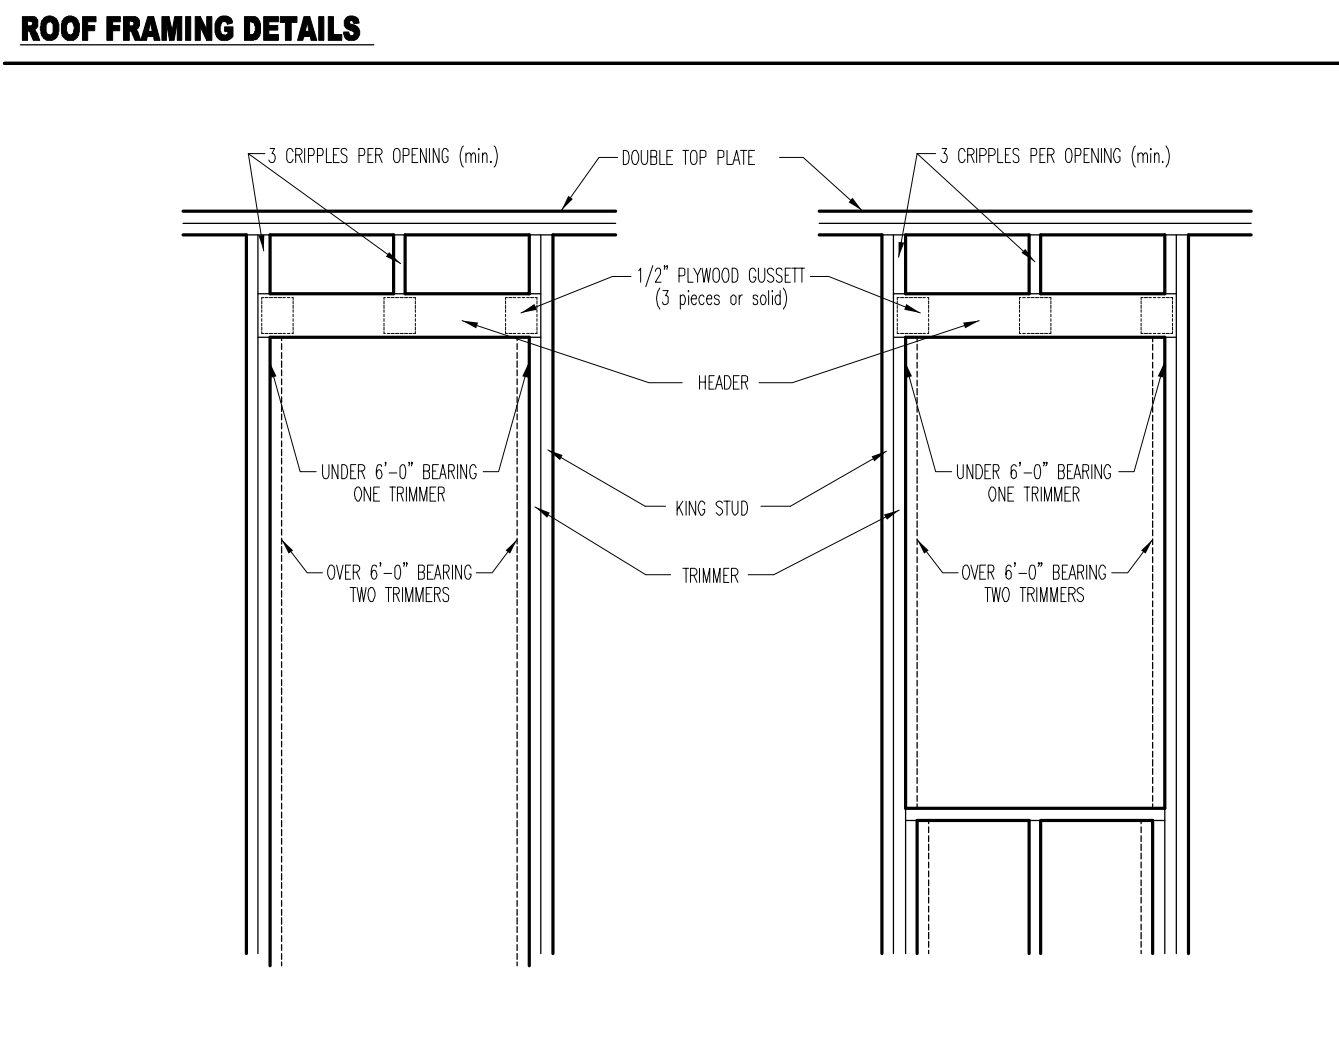 ROOF FRAMING DETAILS
3 CRIPPLES PER OPENING (min.)
DOUBLE TOP PLATE
3 CRIPPLES PER OPENING (min.)
1/2" PLYWOOD GUSSETT
(3 pieces or solid)
HEADER
UNDER 6'-0" BEARING
ONE TRIMMER
UNDER 6'-0" BEARING
ONE TRIMMER
KING STUD
OVER 6'-0" BEARING
TWO TRIMMERS
TRIMMER
OVER 6'-0" BEARING
TWO TRIMMERS